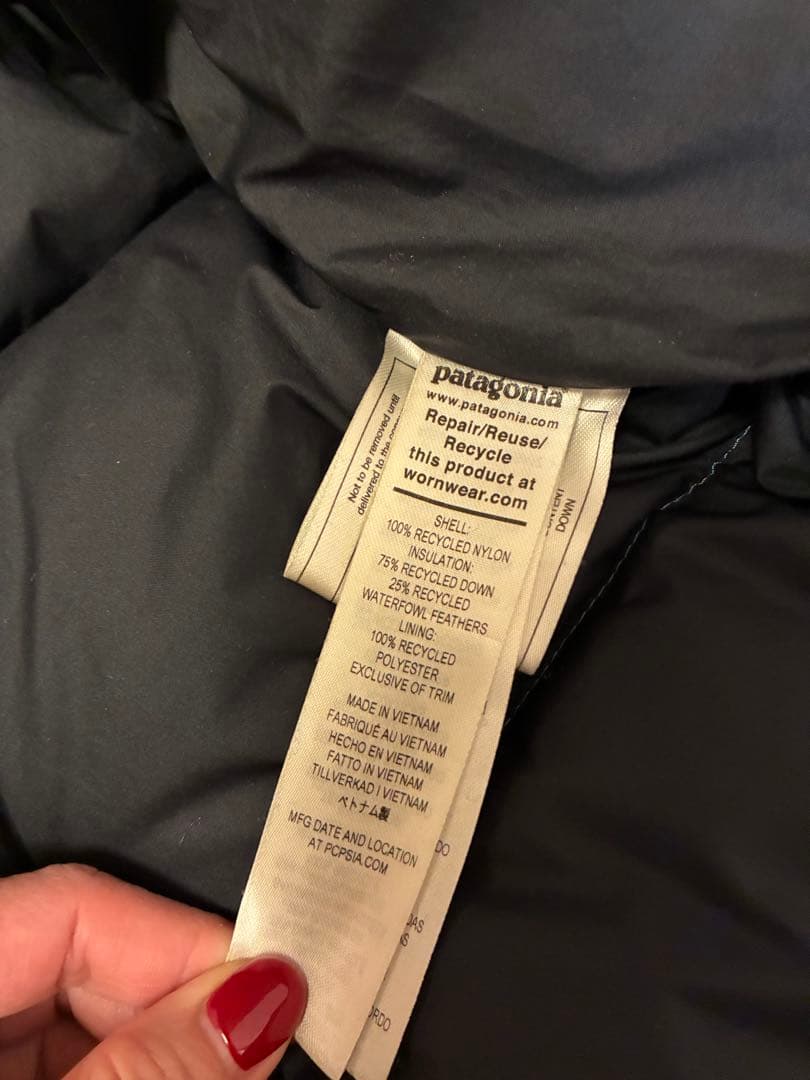 patagonia
www.patagonia.com
Repair/Reuse/
Recycle
this product at
wornwear.com
SHELL:
100% RECYCLED NYLON
INSULATION:
75% RECYCLED DOWN
25% RECYCLED
WATERFOWL FEATHERS
LINING:
100% RECYCLED
POLYESTER
EXCLUSIVE OF TRIM
MADE IN VIETNAM
FABRIQUÉ AU VIETNAM
HECHO EN VIETNAM
FATTO IN VIETNAM
TILLVERKAD I VIETNAM
ベトナム製
MFG DATE AND LOCATION
AT PCPSIA.COM
Not to be removed until
delivered to the
DOWN